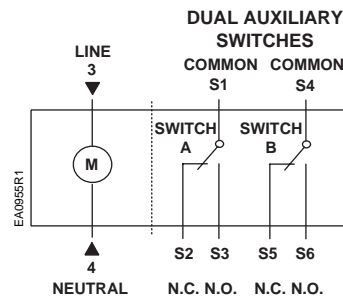 DUAL AUXILIARY
SWITCHES
LINE
3
COMMON COMMON
S1 S4
SWITCH
A
SWITCH
B
M
EA0955R1
4
NEUTRAL
S2 S3 S5 S6
N.C. N.O. N.C. N.O.